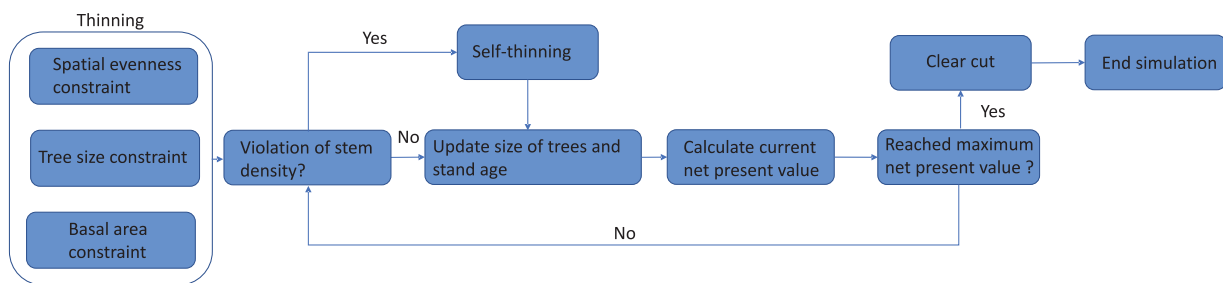 Thinning
Spatial evenness
constraint
Tree size constraint
Basal area
constraint
Violation of stem
density?
Yes
Self-thinning
No
Update size of trees and
stand age
Calculate current
net present value
Reached maximum
net present value ?
Yes
Clear cut
End simulation
No